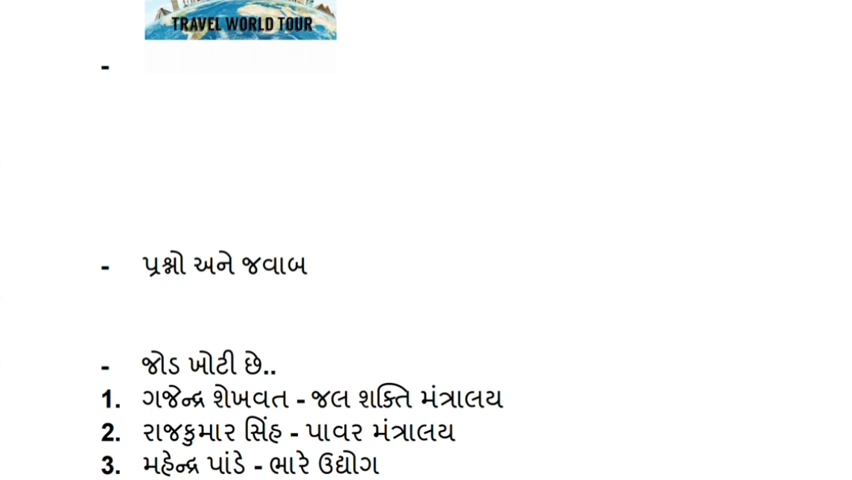 TRAVEL WORLD TOUR
-
- પ્રશ્નો અને જવાબ
- જોડ ખોટી છે..
1. ગજેન્દ્ર શેખવત - જલ શક્તિ મંત્રાલય
2. રાજકુમાર સિંહ - પાવર મંત્રાલય
3. મહેન્દ્ર પાંડે - ભારે ઉદ્યોગ